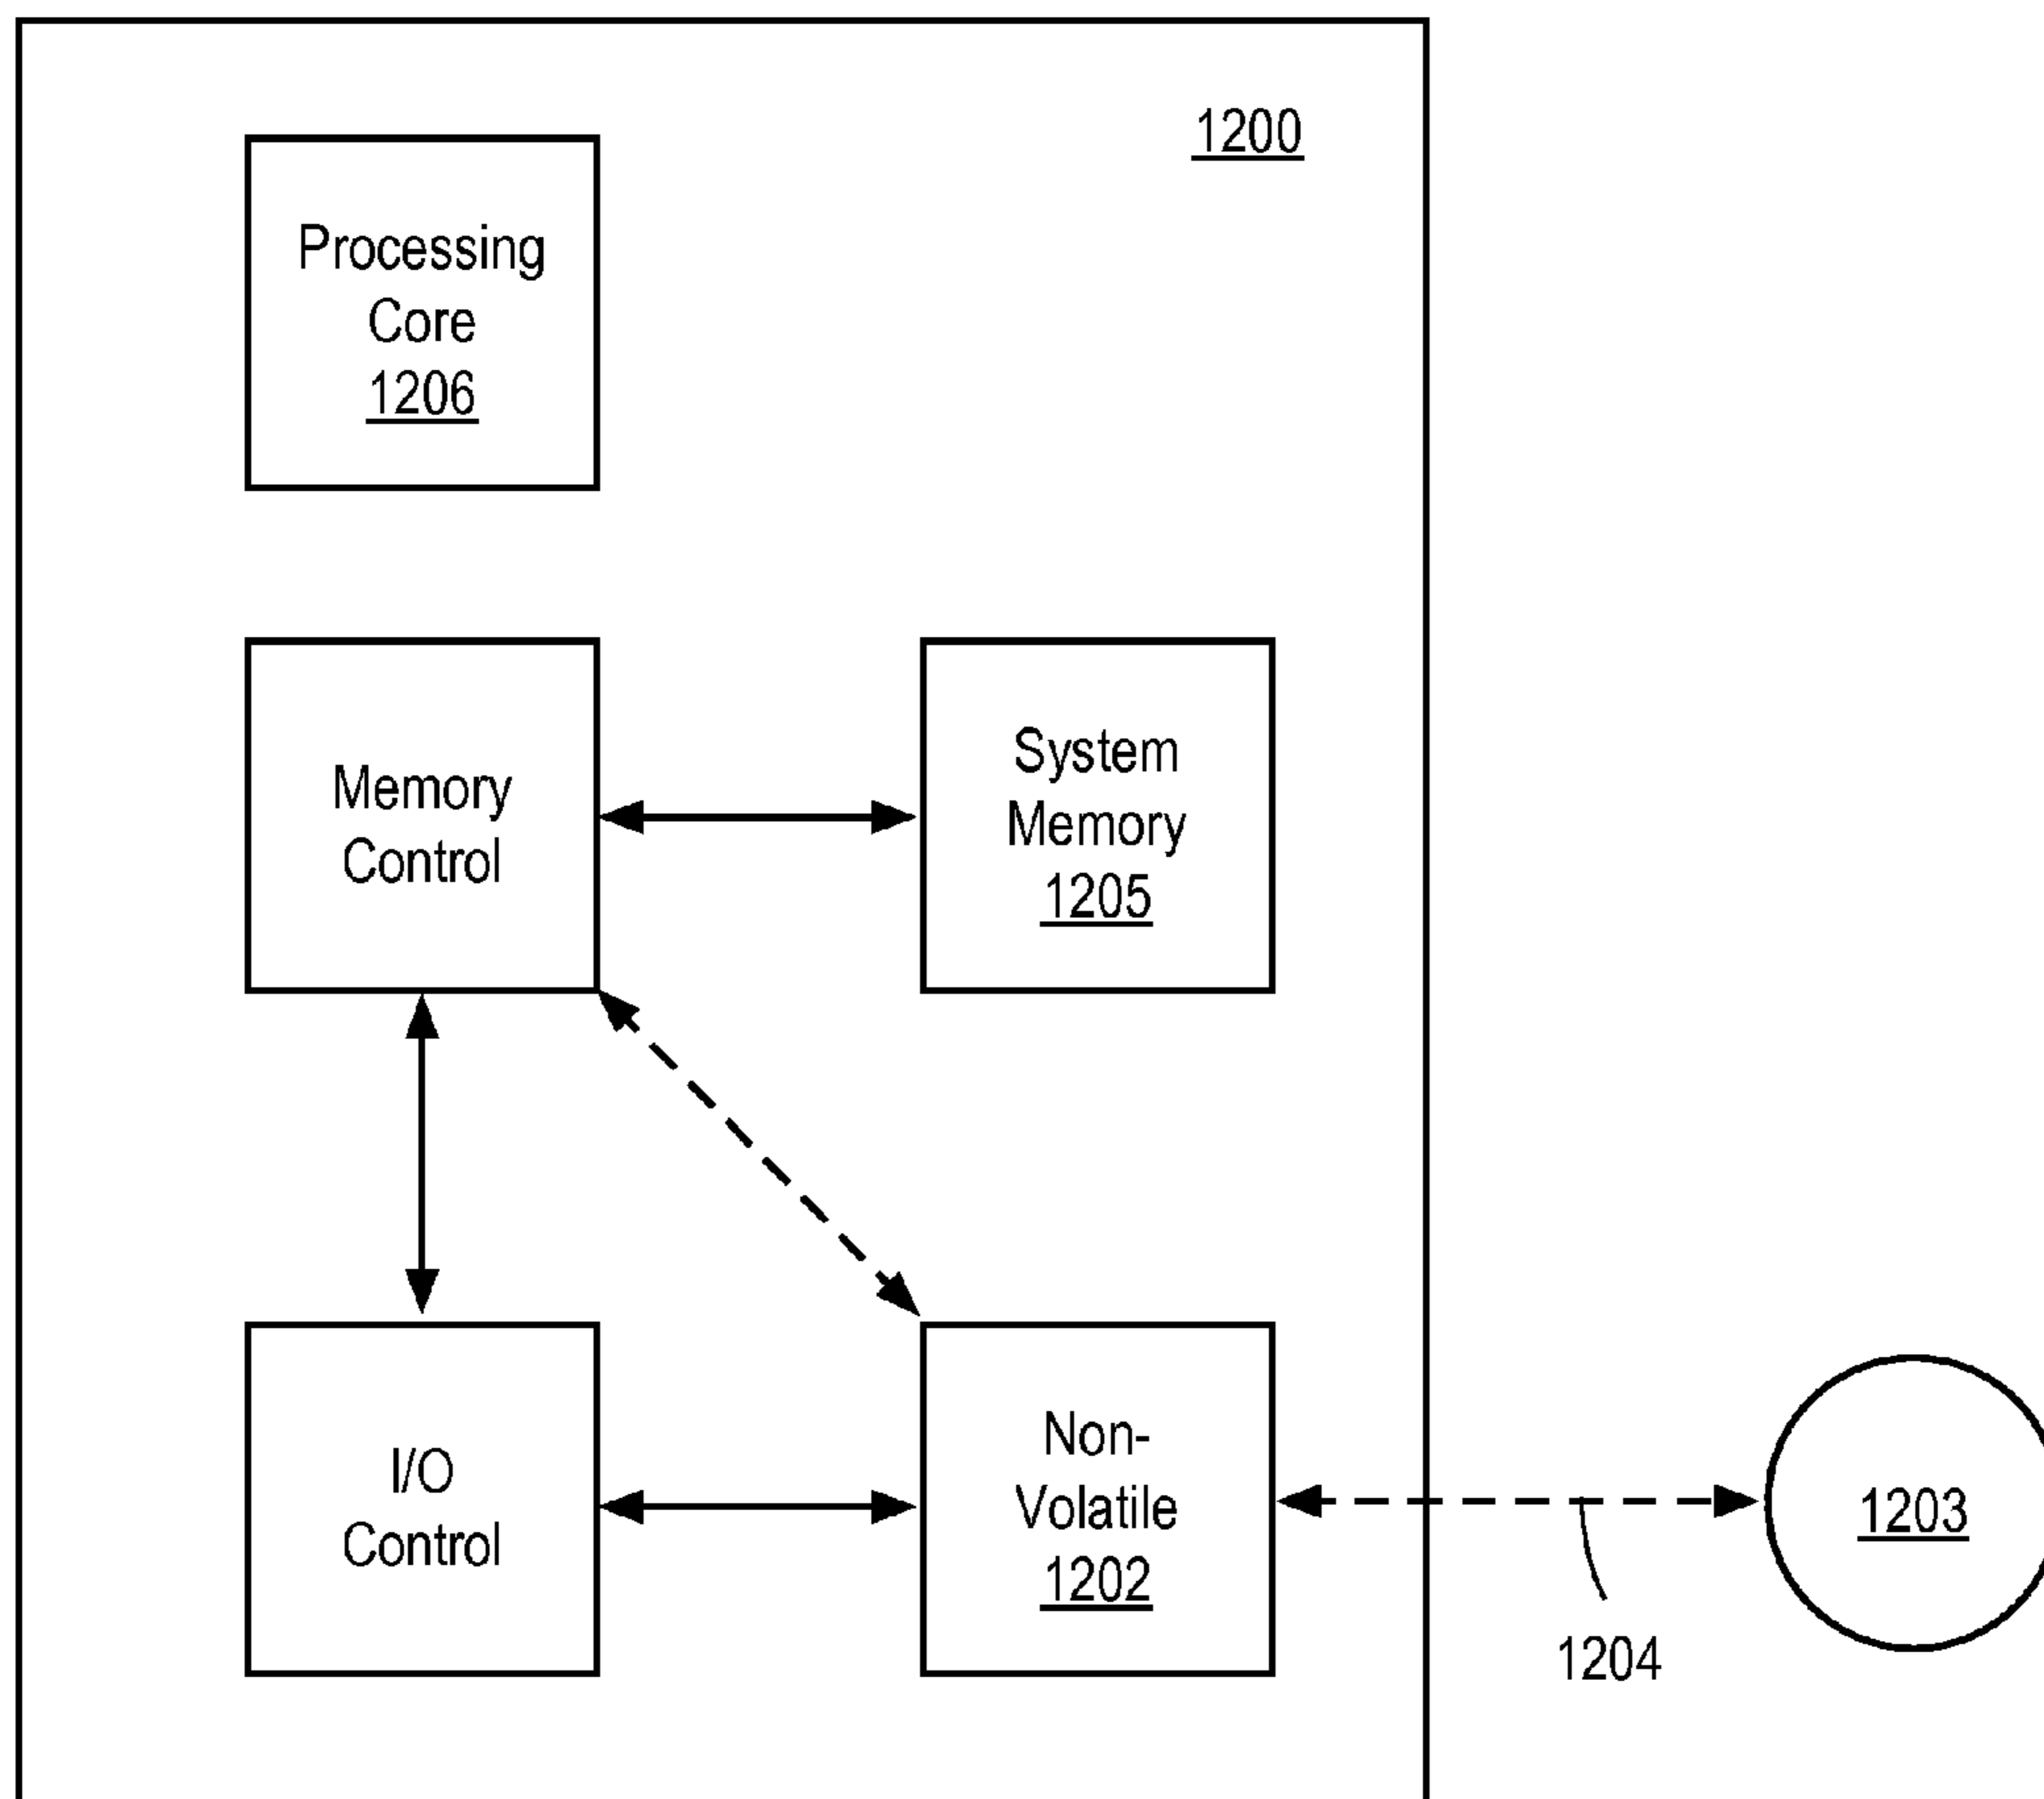 1200
Processing
Core
1206
Memory
Control
System
Memory
1205
I/O
Control
Non-
Volatile
1202
1203
1204